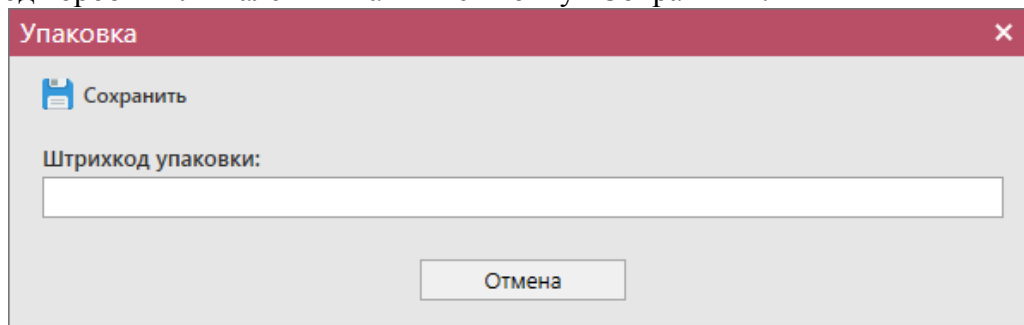 Упаковка
Сохранить
Штрихкод упаковки:
Отмена